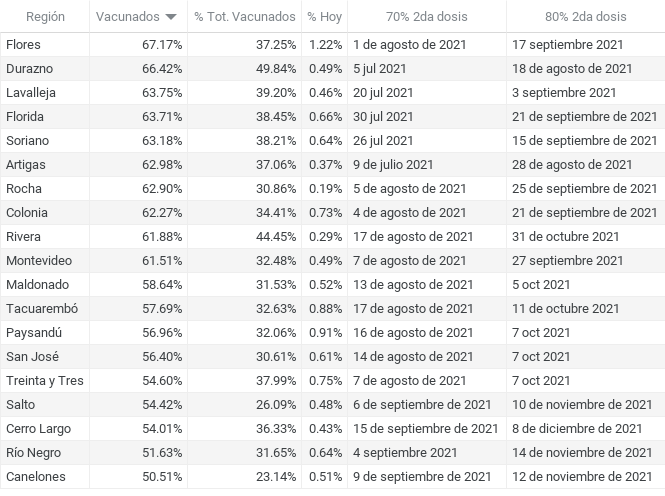 Región Vacunados % Tot. Vacunados % Hoy 70% 2da dosis 80% 2da dosis
Flores 67.17% 37.25% 1.22% 1 de agosto de 2021 17 septiembre 2021
Durazno 66.42% 49.84% 0.49% 5 jul 2021 18 de agosto de 2021
Lavalleja 63.75% 39.20% 0.46% 20 jul 2021 3 septiembre 2021
Florida 63.71% 38.45% 0.66% 30 jul 2021 21 de septiembre de 2021
Soriano 63.18% 38.21% 0.64% 26 jul 2021 15 de septiembre de 2021
Artigas 62.98% 37.06% 0.37% 9 de julio 2021 28 de agosto de 2021
Rocha 62.90% 30.86% 0.19% 5 de agosto de 2021 25 de septiembre de 2021
Colonia 62.27% 34.41% 0.73% 4 de agosto de 2021 21 de septiembre de 2021
Rivera 61.88% 44.45% 0.29% 17 de agosto de 2021 31 de octubre 2021
Montevideo 61.51% 32.48% 0.49% 7 de agosto de 2021 27 septiembre 2021
Maldonado 58.64% 31.53% 0.52% 13 de agosto de 2021 5 oct 2021
Tacuarembó 57.69% 32.63% 0.88% 17 de agosto de 2021 11 de octubre 2021
Paysandú 56.96% 32.06% 0.91% 16 de agosto de 2021 7 oct 2021
San José 56.40% 30.61% 0.61% 14 de agosto de 2021 7 oct 2021
Treinta y Tres 54.60% 37.99% 0.75% 7 de agosto de 2021 7 oct 2021
Salto 54.42% 26.09% 0.48% 6 de septiembre de 2021 10 de noviembre de 2021
Cerro Largo 54.01% 36.33% 0.43% 15 de septiembre de 2021 8 de diciembre de 2021
Río Negro 51.63% 31.65% 0.64% 4 septiembre 2021 14 de noviembre de 2021
Canelones 50.51% 23.14% 0.51% 9 de septiembre de 2021 12 de noviembre de 2021